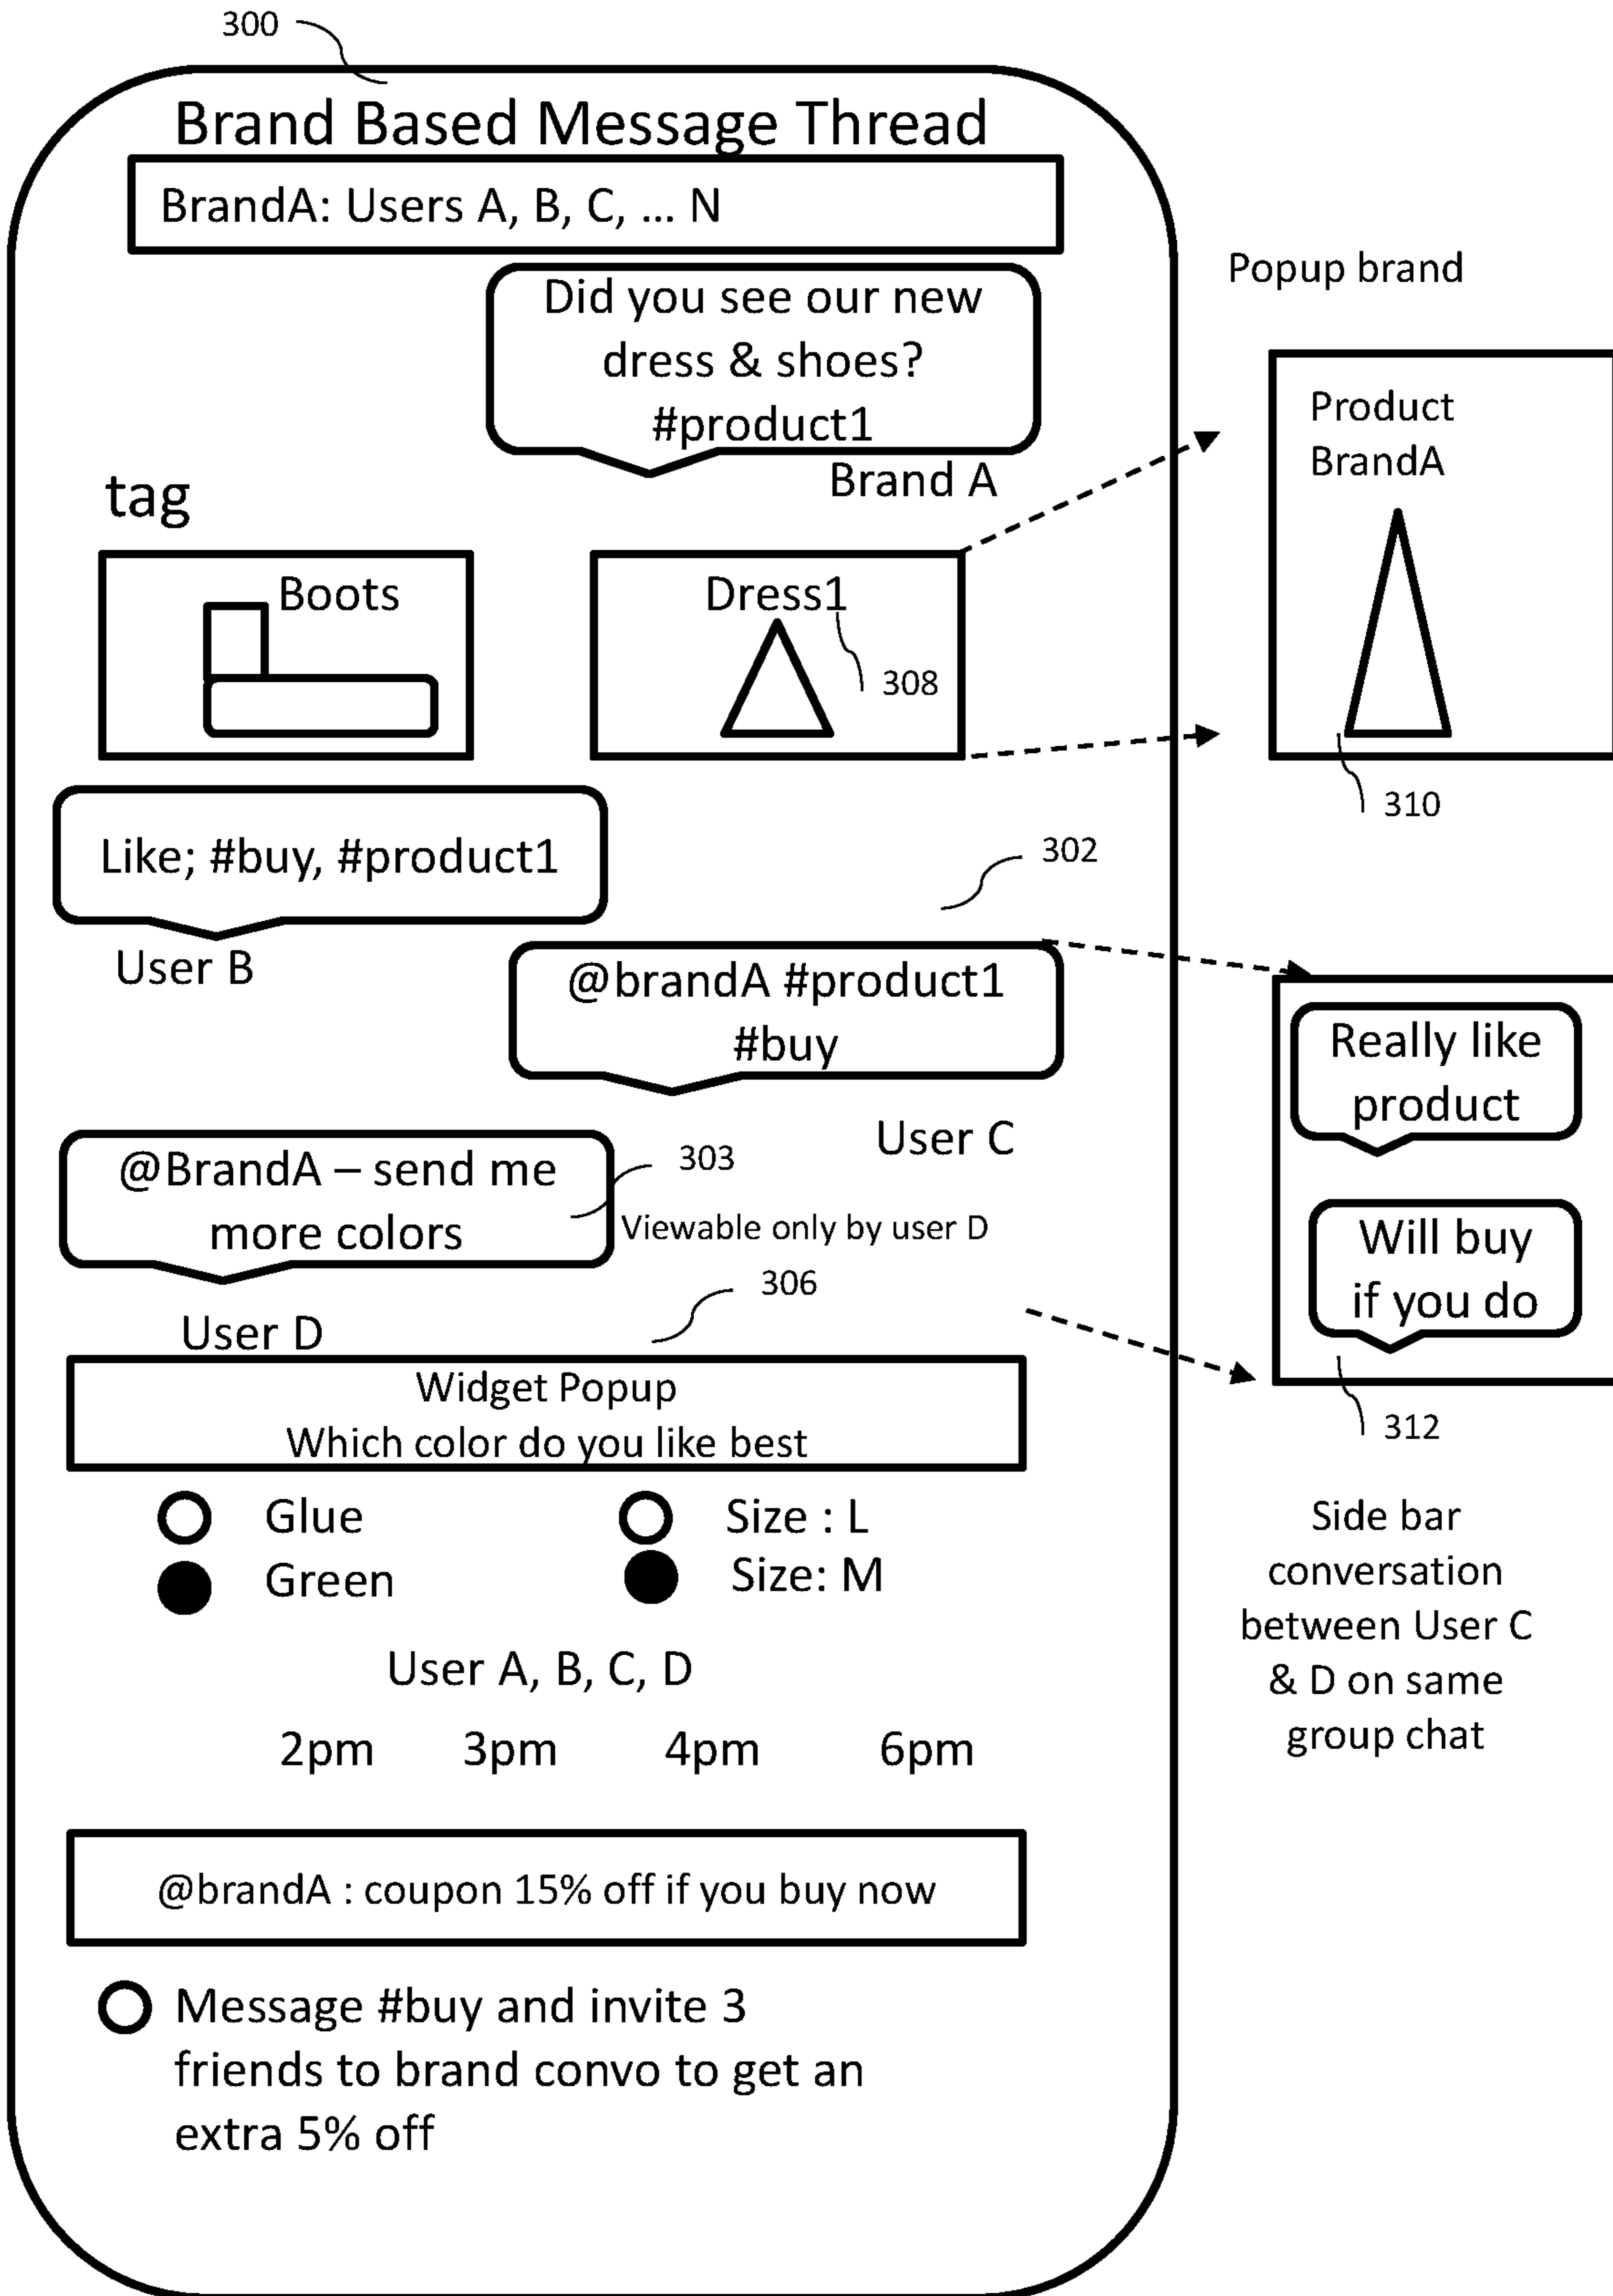 300
Brand Based Message Thread
BrandA: Users A, B, C, ... N
Did you see our new
dress & shoes?
#product1
Brand A
Popup brand
Product
BrandA
tag
Boots
Dress1
308
310
Like; #buy, #product1
User B
302
@brandA #product1
#buy
User C
Really like
product
@BrandA – send me
more colors
303
Viewable only by user D
User D
306
Will buy
if you do
312
Widget Popup
Which color do you like best
Glue
Size : L
Green
Size: M
Side bar
conversation
between User C
& D on same
group chat
User A, B, C, D
2pm 3pm 4pm 6pm
@brandA : coupon 15% off if you buy now
Message #buy and invite 3
friends to brand convo to get an
extra 5% off